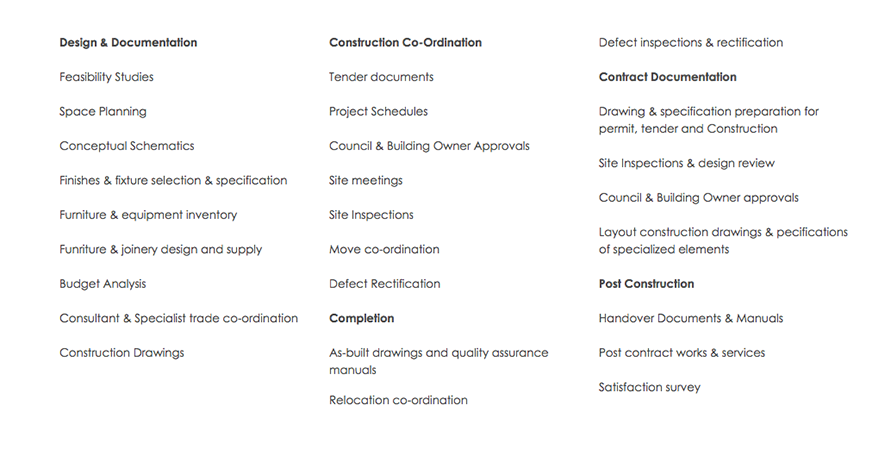 Design & Documentation
Feasibility Studies
Space Planning
Conceptual Schematics
Finishes & fixture selection & specification
Furniture & equipment inventory
Funriture & joinery design and supply
Budget Analysis
Consultant & Specialist trade co-ordination
Construction Drawings
Construction Co-Ordination
Tender documents
Project Schedules
Council & Building Owner Approvals
Site meetings
Site Inspections
Move co-ordination
Defect Rectification
Completion
As-built drawings and quality assurance
manuals
Relocation co-ordination
Defect inspections & rectification
Contract Documentation
Drawing & specification preparation for
permit, tender and Construction
Site Inspections & design review
Council & Building Owner approvals
Layout construction drawings & pecifications
of specialized elements
Post Construction
Handover Documents & Manuals
Post contract works & services
Satisfaction survey